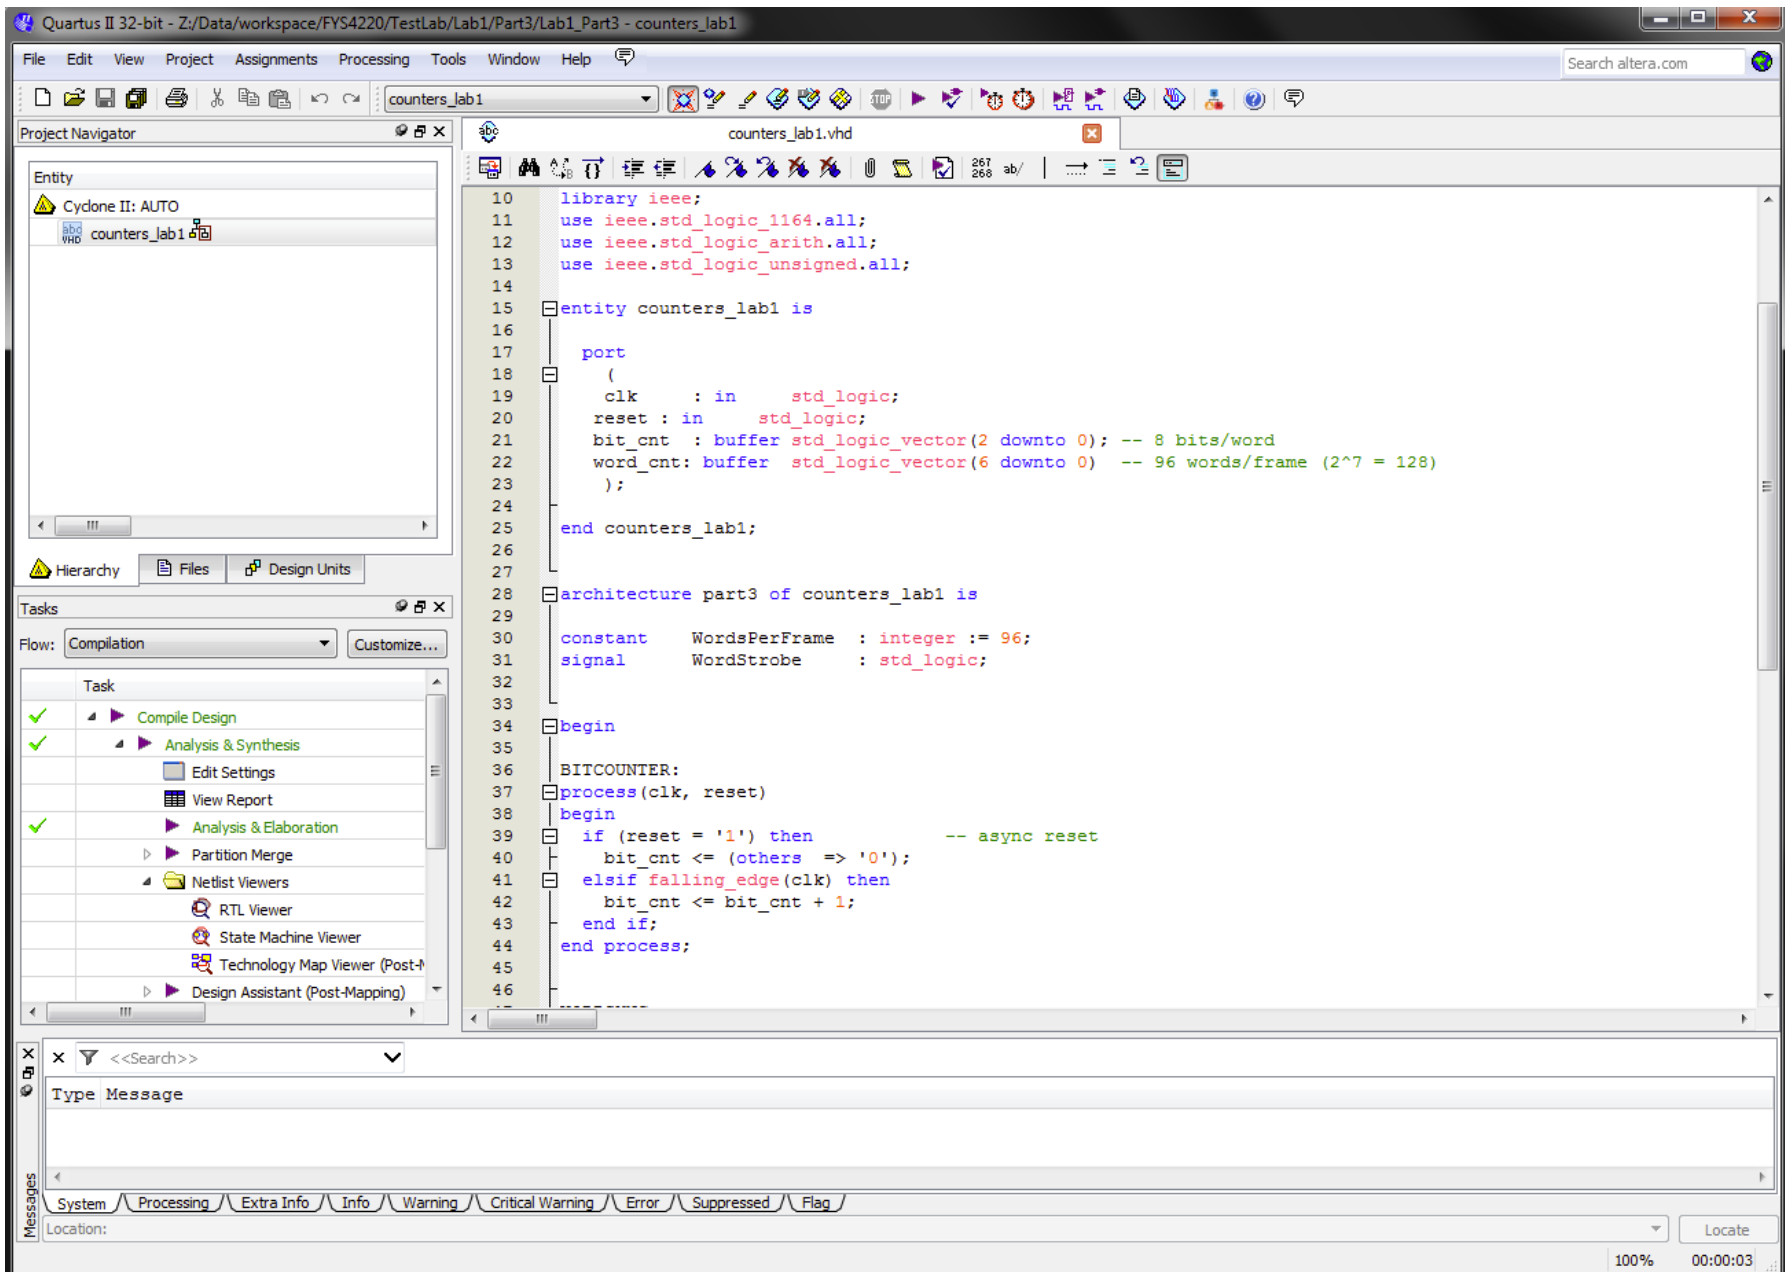 Quartus II 32-bit - Z:/Data/workspace/FYS4220/TestLab/Lab1/Part3/Lab1_Part3 - counters_lab1
File Edit View Project Assignments Processing Tools Window Help
Search altera.com
counters_lab1
STOP
Project Navigator
Entity
Cyclone II: AUTO
abc VHD counters_lab1
Hierarchy Files Design Units
Tasks
Flow: Compilation Customize...
Task
Compile Design
Analysis & Synthesis
Edit Settings
View Report
Analysis & Elaboration
Partition Merge
Netlist Viewers
RTL Viewer
State Machine Viewer
Technology Map Viewer (Post-M
Design Assistant (Post-Mapping)
abc counters_lab1.vhd
267 268 ab/
10 library ieee;
11 use ieee.std_logic_1164.all;
12 use ieee.std_logic_arith.all;
13 use ieee.std_logic_unsigned.all;
14
15 entity counters_lab1 is
16
17 port
18 (
19 clk : in std_logic;
20 reset : in std_logic;
21 bit_cnt : buffer std_logic_vector(2 downto 0); -- 8 bits/word
22 word_cnt: buffer std_logic_vector(6 downto 0) -- 96 words/frame (2^7 = 128)
23 );
24
25 end counters_lab1;
26
27
28 architecture part3 of counters_lab1 is
29
30 constant WordsPerFrame : integer := 96;
31 signal WordStrobe : std_logic;
32
33
34 begin
35
36 BITCOUNTER:
37 process(clk, reset)
38 begin
39 if (reset = '1') then -- async reset
40 bit_cnt <= (others => '0');
41 elsif falling_edge(clk) then
42 bit_cnt <= bit_cnt + 1;
43 end if;
44 end process;
45
46
<<Search>>
Type Message
Messages
System Processing Extra Info Info Warning Critical Warning Error Suppressed Flag
Location: Locate
100% 00:00:03